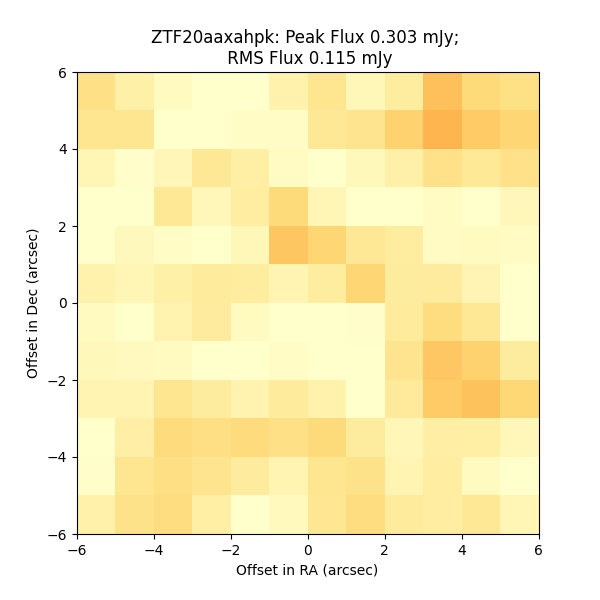 ZTF20aaxahpk: Peak Flux 0.303 mJy;
RMS Flux 0.115 mJy
6
4
2
0
−2
−4
−6
Offset in Dec (arcsec)
−6 −4 −2 0 2 4 6
Offset in RA (arcsec)